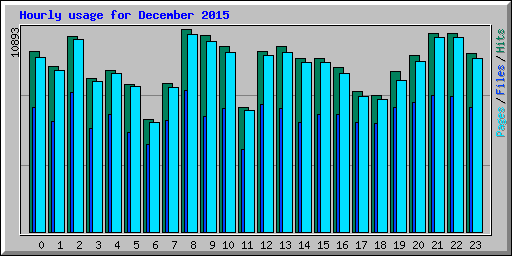 Hourly usage for December 2015
10893
Pages/Files/Hits
0 1 2 3 4 5 6 7 8 9 10 11 12 13 14 15 16 17 18 19 20 21 22 23